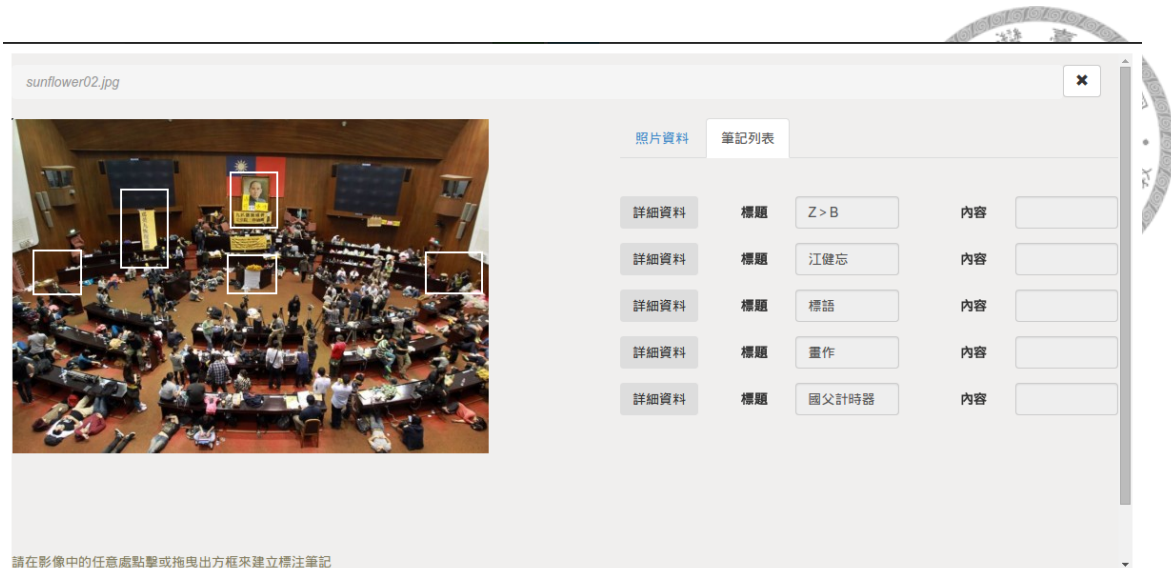 sunflower02.jpg
照片資料 筆記列表
詳細資料 標題 Z > B 內容
詳細資料 標題 江健忘 內容
詳細資料 標題 標語 內容
詳細資料 標題 畫作 內容
詳細資料 標題 國父計時器 內容
請在影像中的任意處點擊或拖曳出方框來建立標注筆記